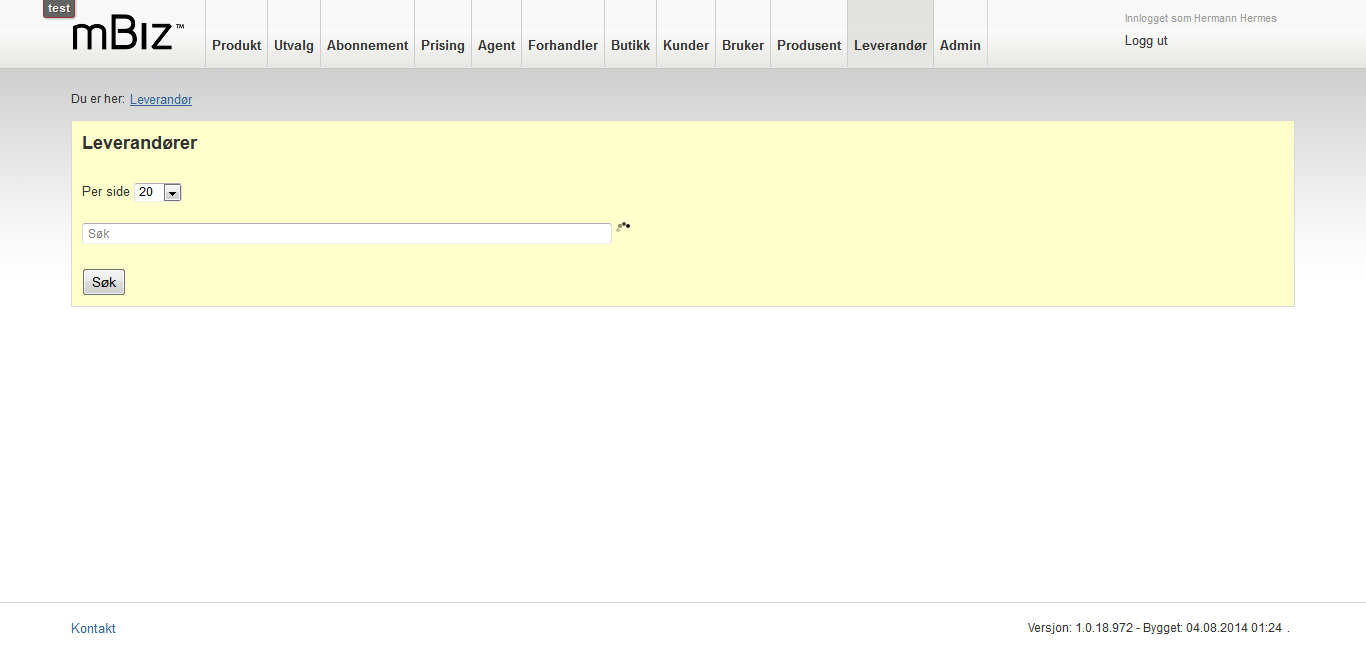 test
mBiz™
Produkt Utvalg Abonnement Prising Agent Forhandler Butikk Kunder Bruker Produsent Leverandør Admin
Innlogget som Hermann Hermes
Logg ut
Du er her: Leverandør
Leverandører
Per side 20
Søk
Søk
Kontakt
Versjon: 1.0.18.972 - Bygget: 04.08.2014 01:24 .